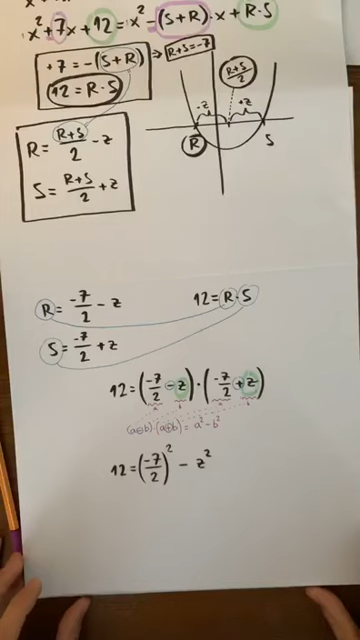 x²+7x+12=x²-(S+R)·x+R·S
+7=-(S+R)
R+S=-7
12=R·S
R+S/2
-z
+z
R
S
R=R+S/2-z
S=R+S/2+z
R=-7/2-z
12=R·S
S=-7/2+z
12=(-7/2-z)·(-7/2+z)
a b a b
(a-b)·(a+b)=a²-b²
12=(-7/2)²-z²